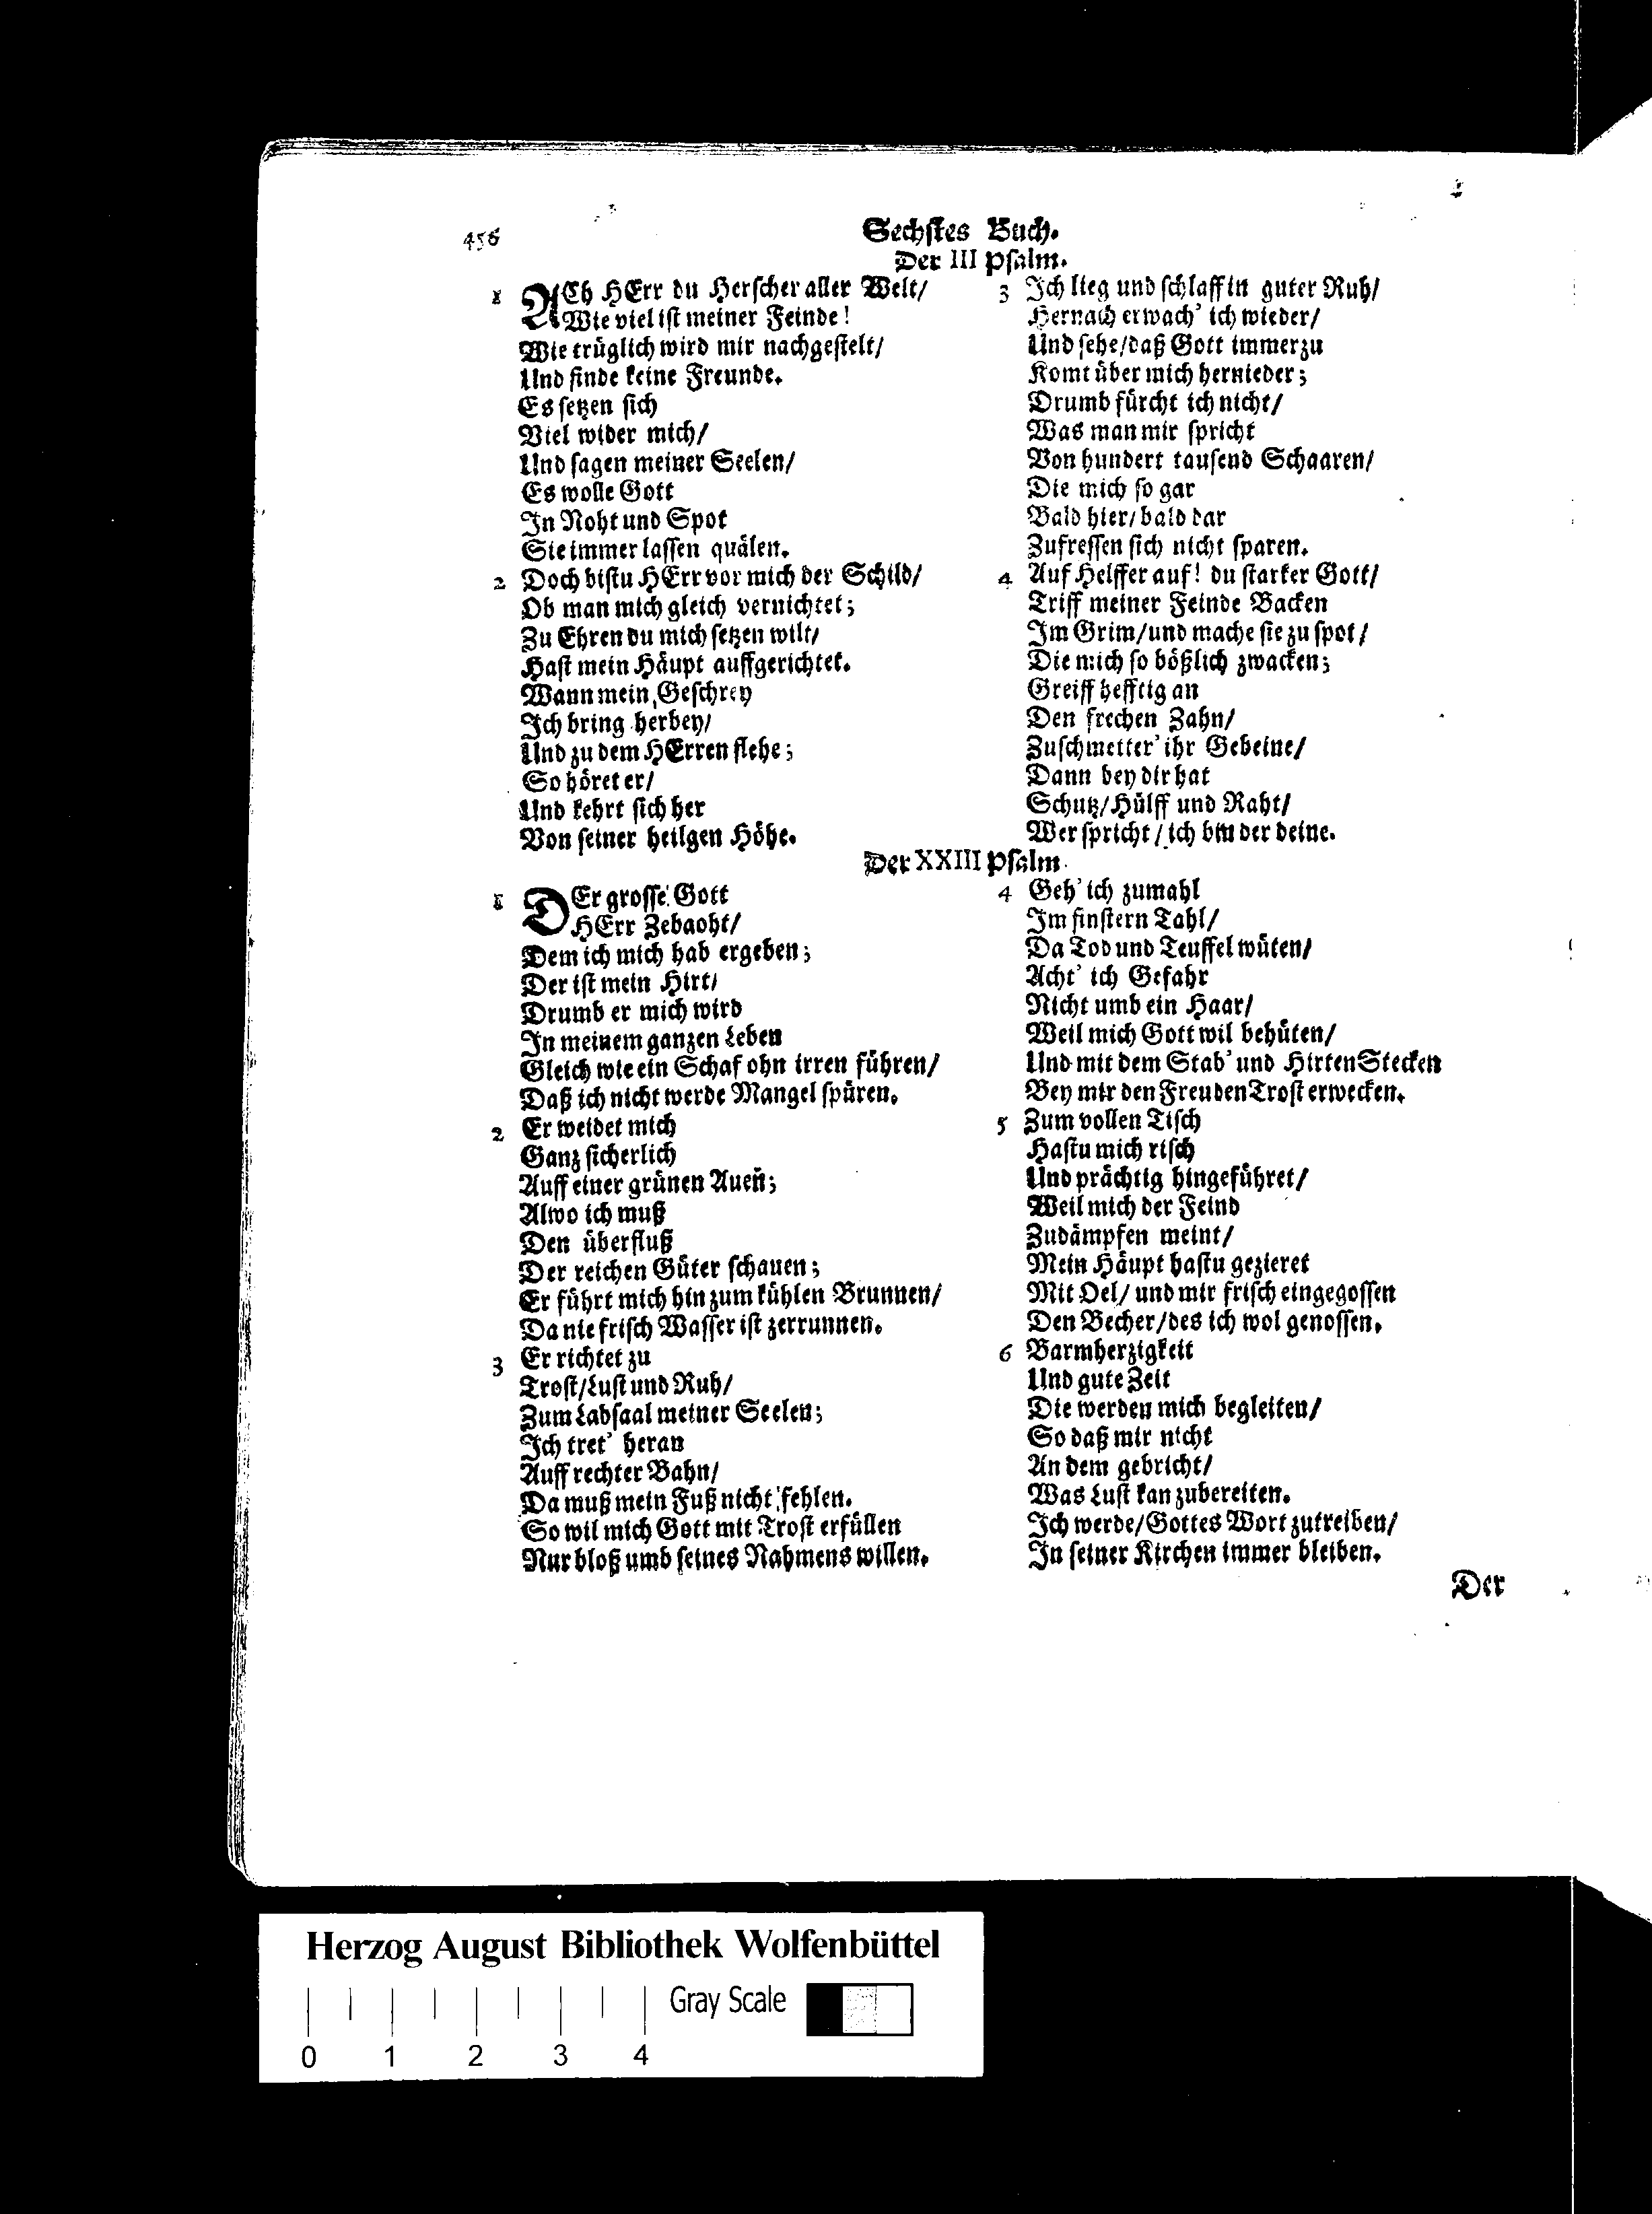 456
Sechstes Buch.
Der III Psalm.
1 ACh HErr du Herscher aller Welt/
Wie viel ist meiner Feinde!
Wie trüglich wird mir nachgestelt/
Und finde keine Freunde.
Es setzen sich
Viel wider mich/
Und sagen meiner Seelen/
Es wolle Gott
In Noht und Spot
Sie immer lassen quälen.
2 Doch bistu HErr vor mich der Schild/
Ob man mich gleich vernichtet;
Zu Ehren du mich setzen wilt/
Hast mein Häupt auffgerichtet.
Wann mein Geschrey
Ich bring herbey/
Und zu dem HErren flehe;
So höret er/
Und kehrt sich her
Von seiner heilgen Höhe.
3 Ich lieg und schlaff in guter Ruh/
Hernach erwach' ich wieder/
Und sehe/daß Gott immerzu
Komt über mich hernieder;
Drumb fürcht ich nicht/
Was man mir spricht
Von hundert tausend Schaaren/
Die mich so gar
Bald hier/bald dar
Zufressen sich nicht sparen.
4 Auf Helffer auf! du starker Gott/
Triff meiner Feinde Backen
Im Grim/und mache sie zu spot/
Die mich so bößlich zwacken;
Greiff hefftig an
Den frechen Zahn/
Zuschmetter' ihr Gebeine/
Dann bey dir hat
Schutz/Hülff und Raht/
Wer spricht/ich bin der deine.
Der XXIII Psalm
1 DEr grosse Gott
HErr Zebaoht/
Dem ich mich hab ergeben;
Der ist mein Hirt/
Drumb er mich wird
In meinem ganzen Leben
Gleich wie ein Schaf ohn irren führen/
Daß ich nicht werde Mangel spüren.
2 Er weidet mich
Ganz sicherlich
Auff einer grünen Auen;
Alwo ich muß
Den überfluß
Der reichen Güter schauen;
Er führt mich hin zum kühlen Brunnen/
Da nie frisch Wasser ist zerrunnen.
3 Er richtet zu
Trost/Lust und Ruh/
Zum Labsaal meiner Seelen;
Ich tret' heran
Auff rechter Bahn/
Da muß mein Fuß nicht fehlen.
So wil mich Gott mit Trost erfüllen
Nur bloß umb seines Nahmens willen.
4 Geh' ich zumahl
Im finstern Tahl/
Da Tod und Teuffel wüten/
Acht' ich Gefahr
Nicht umb ein Haar/
Weil mich Gott wil behüten/
Und mit dem Stab' und HirtenStecken
Bey mir den FreudenTrost erwecken.
5 Zum vollen Tisch
Hastu mich risch
Und prächtig hingeführet/
Weil mich der Feind
Zudämpfen meint/
Mein Häupt hastu gezieret
Mit Oel/ und mir frisch eingegossen
Den Becher/des ich wol genossen.
6 Barmherzigkeit
Und gute Zeit
Die werden mich begleiten/
So daß mir nicht
An dem gebricht/
Was Lust kan zubereiten.
Ich werde/Gottes Wort zutreiben/
In seiner Kirchen immer bleiben.
Der
Herzog August Bibliothek Wolfenbüttel
Gray Scale
0 1 2 3 4